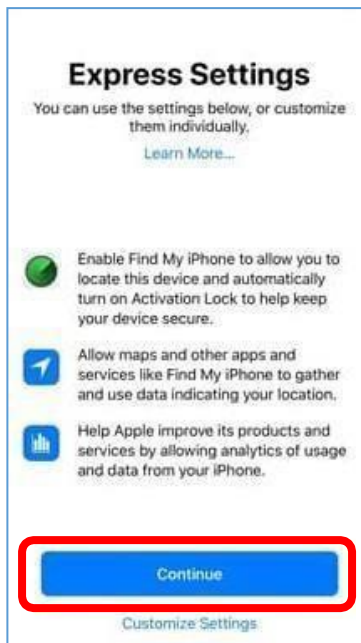 Express Settings
You can use the settings below, or customize
them individually.
Learn More...
Enable Find My iPhone to allow you to
locate this device and automatically
turn on Activation Lock to help keep
your device secure.
Allow maps and other apps and
services like Find My iPhone to gather
and use data indicating your location.
Help Apple improve its products and
services by allowing analytics of usage
and data from your iPhone.
Continue
Customize Settings